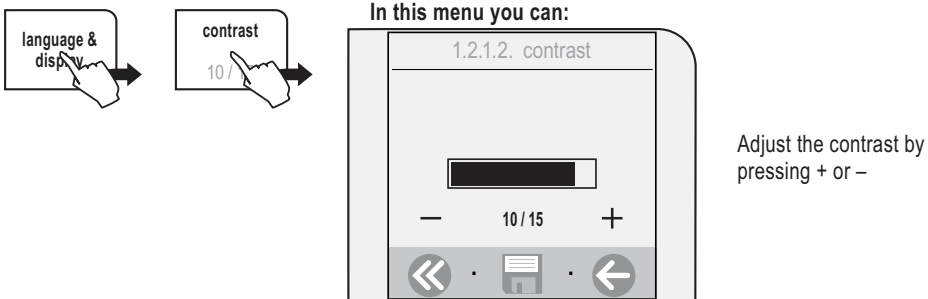 In this menu you can:
language &
display
contrast
10 /
1.2.1.2. contrast
Adjust the contrast by
pressing + or –
– 10 / 15 +